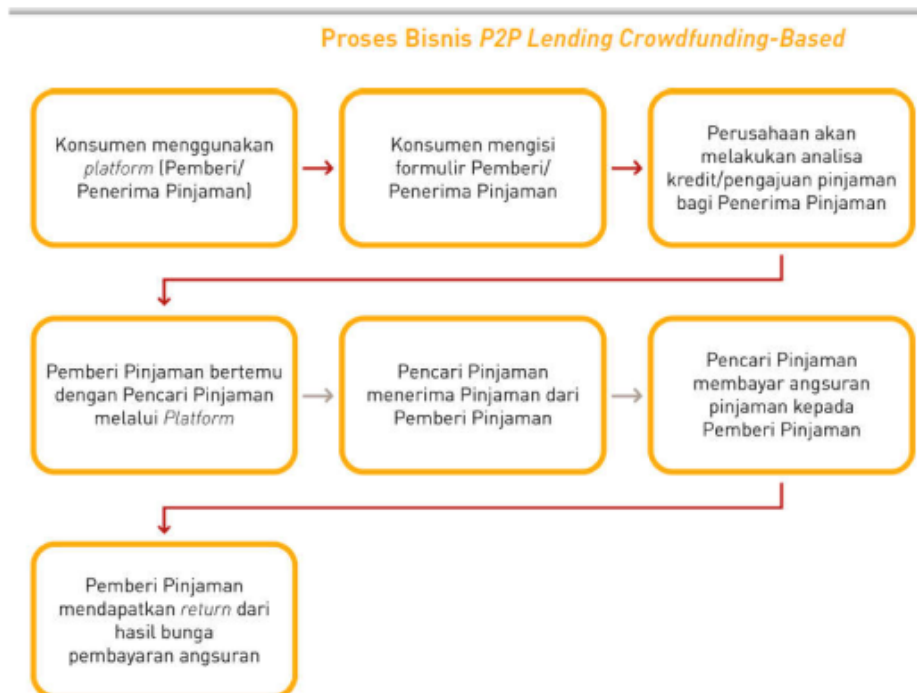 Proses Bisnis P2P Lending Crowdfunding-Based
Konsumen menggunakan
platform (Pemberi/
Penerima Pinjaman)
Konsumen mengisi
formulir Pemberi/
Penerima Pinjaman
Perusahaan akan
melakukan analisa
kredit/pengajuan pinjaman
bagi Penerima Pinjaman
Pemberi Pinjaman bertemu
dengan Pencari Pinjaman
melalui Platform
Pencari Pinjaman
menerima Pinjaman dari
Pemberi Pinjaman
Pencari Pinjaman
membayar angsuran
pinjaman kepada
Pemberi Pinjaman
Pemberi Pinjaman
mendapatkan return dari
hasil bunga
pembayaran angsuran